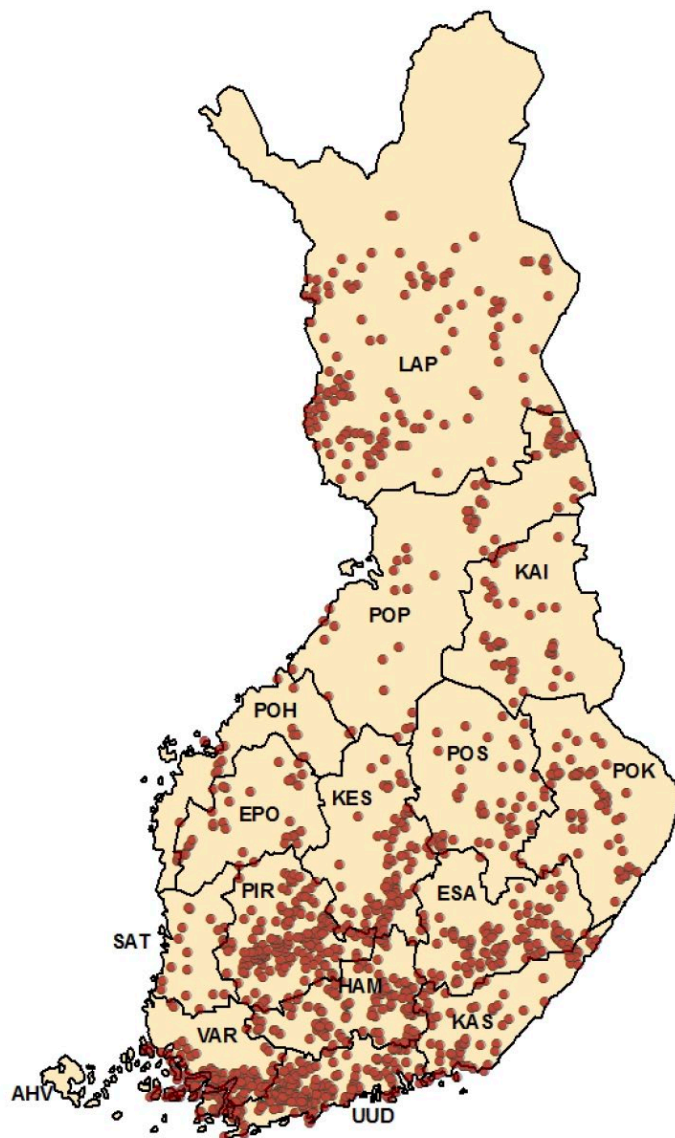 LAP
KAI
POP
POH
POS
POK
KES
EPO
PIR
ESA
SAT
HAM
KAS
VAR
AHV
UUD